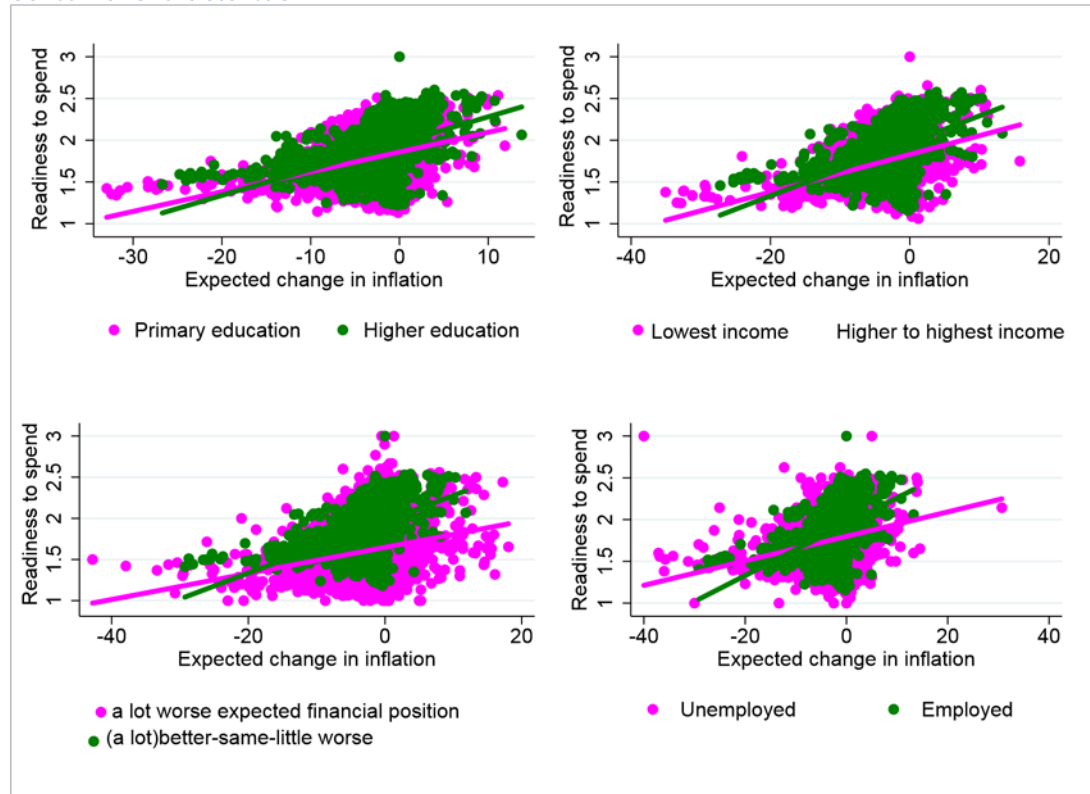 3
2.5
2
1.5
1
Readiness to spend
-30 -20 -10 0 10
Expected change in inflation
Primary education Higher education
3
2.5
2
1.5
1
Readiness to spend
-40 -20 0 20
Expected change in inflation
Lowest income Higher to highest income
3
2.5
2
1.5
1
Readiness to spend
-40 -20 0 20
Expected change in inflation
a lot worse expected financial position
(a lot)better-same-little worse
3
2.5
2
1.5
1
Readiness to spend
-40 -20 0 20 40
Expected change in inflation
Unemployed Employed